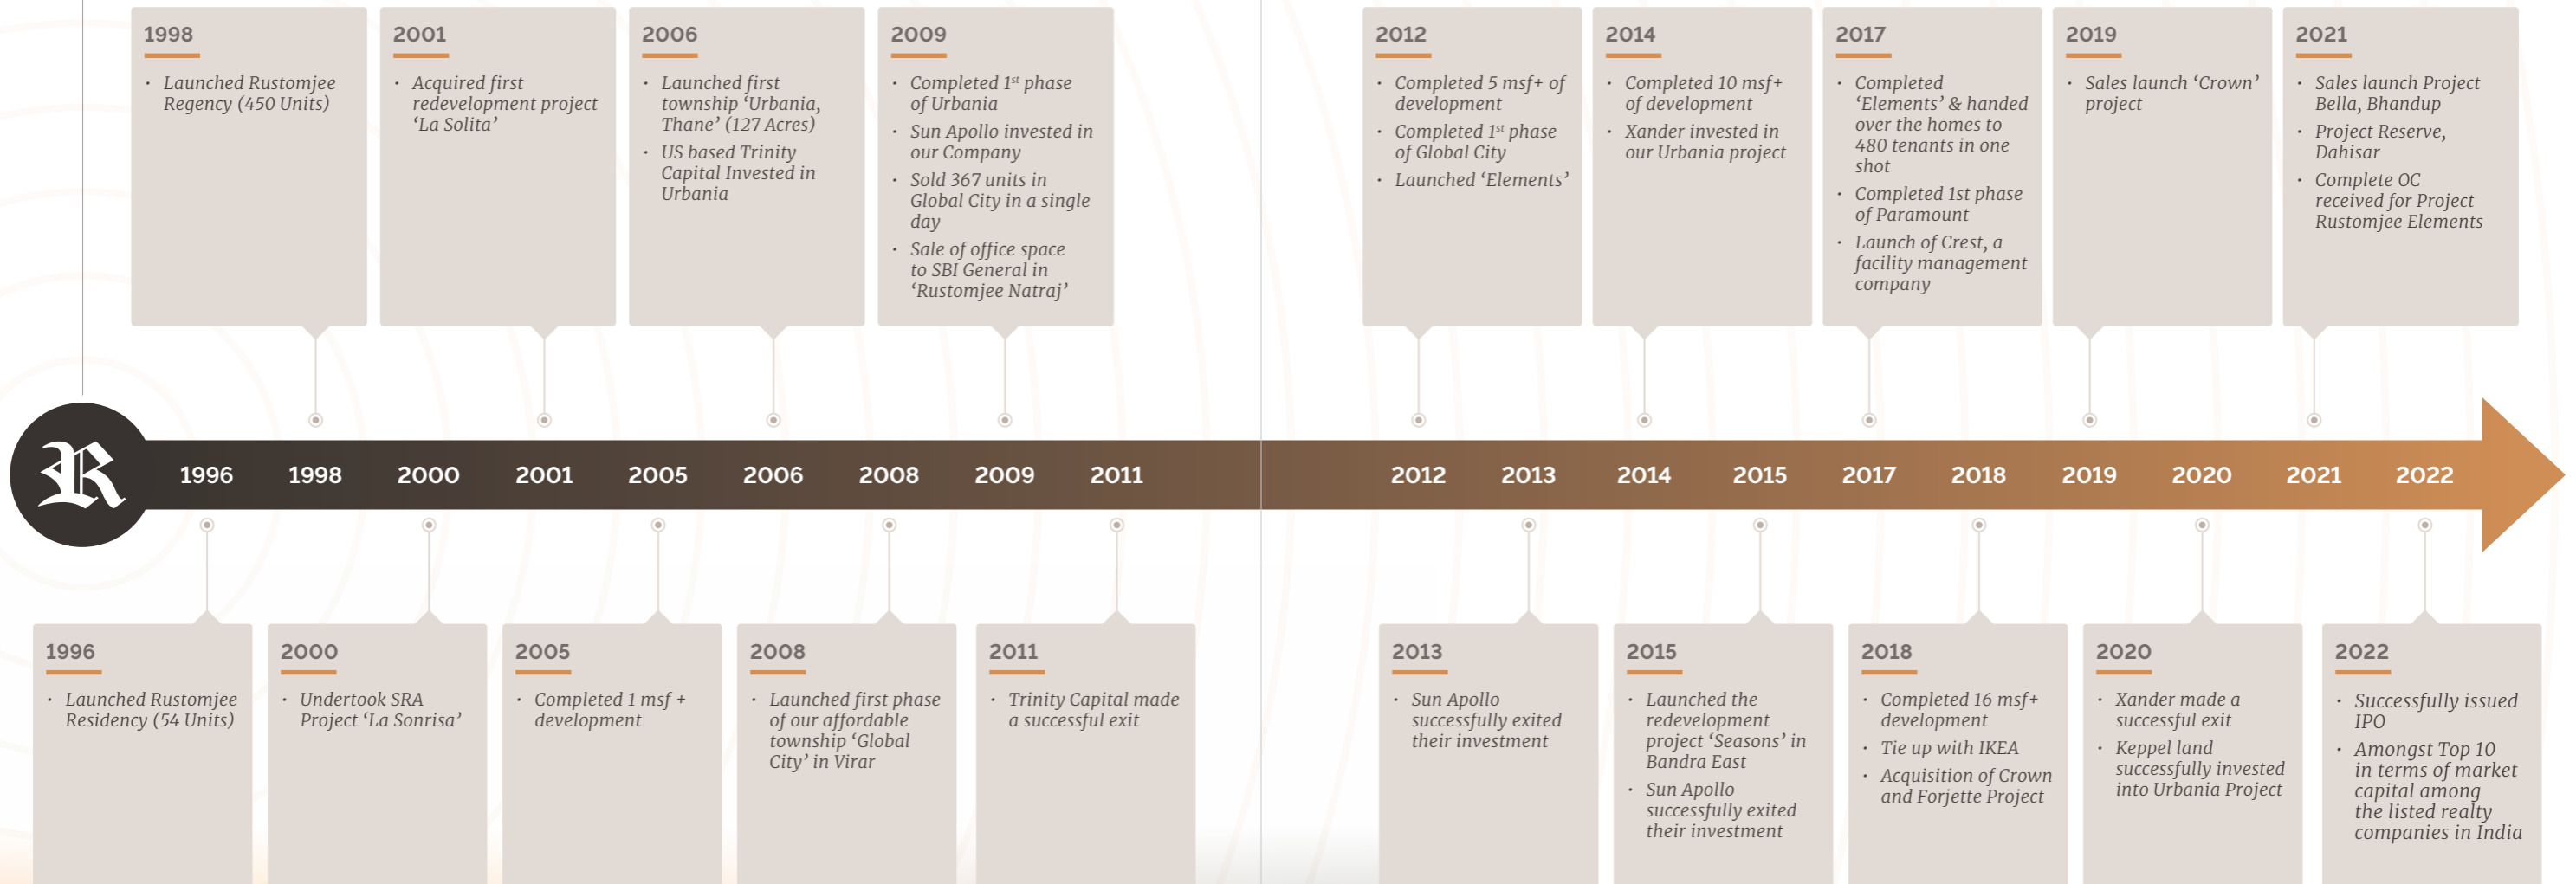 1998
• Launched Rustomjee
Regency (450 Units)
2001
• Acquired first
redevelopment project
‘La Solita’
2006
• Launched first
township ‘Urbania,
Thane’ (127 Acres)
• US based Trinity
Capital Invested in
Urbania
2009
• Completed 1st phase
of Urbania
• Sun Apollo invested in
our Company
• Sold 367 units in
Global City in a single
day
• Sale of office space
to SBI General in
‘Rustomjee Natraj’
2012
• Completed 5 msf+ of
development
• Completed 1st phase
of Global City
• Launched ‘Elements’
2014
• Completed 10 msf+
of development
• Xander invested in
our Urbania project
2017
• Completed
‘Elements’ & handed
over the homes to
480 tenants in one
shot
• Completed 1st phase
of Paramount
• Launch of Crest, a
facility management
company
2019
• Sales launch ‘Crown’
project
2021
• Sales launch Project
Bella, Bhandup
• Project Reserve,
Dahisar
• Complete OC
received for Project
Rustomjee Elements
R
1996 1998 2000 2001 2005 2006 2008 2009 2011 2012 2013 2014 2015 2017 2018 2019 2020 2021 2022
1996
• Launched Rustomjee
Residency (54 Units)
2000
• Undertook SRA
Project ‘La Sonrisa’
2005
• Completed 1 msf +
development
2008
• Launched first phase
of our affordable
township ‘Global
City’ in Virar
2011
• Trinity Capital made
a successful exit
2013
• Sun Apollo
successfully exited
their investment
2015
• Launched the
redevelopment
project ‘Seasons’ in
Bandra East
• Sun Apollo
successfully exited
their investment
2018
• Completed 16 msf+
development
• Tie up with IKEA
• Acquisition of Crown
and Forjette Project
2020
• Xander made a
successful exit
• Keppel land
successfully invested
into Urbania Project
2022
• Successfully issued
IPO
• Amongst Top 10
in terms of market
capital among
the listed realty
companies in India